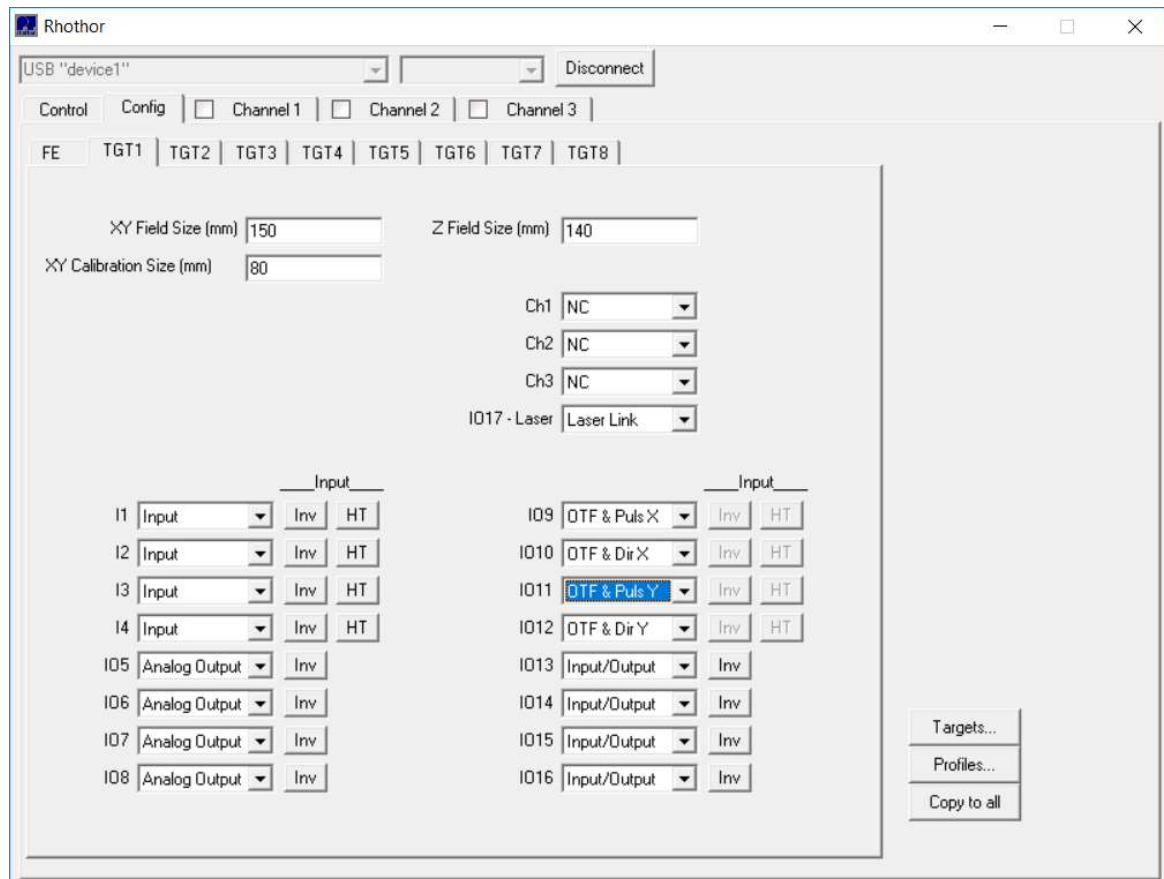 Rhothor
USB "device1" Disconnect
Control Config Channel 1 Channel 2 Channel 3
FE TGT1 TGT2 TGT3 TGT4 TGT5 TGT6 TGT7 TGT8
XY Field Size (mm) 150 Z Field Size (mm) 140
XY Calibration Size (mm) 80
Ch1 NC
Ch2 NC
Ch3 NC
IO17 - Laser Laser Link
____Input____ ____Input____
I1 Input Inv HT IO9 OTF & Puls X Inv HT
I2 Input Inv HT IO10 OTF & Dir X Inv HT
I3 Input Inv HT IO11 OTF & Puls Y Inv HT
I4 Input Inv HT IO12 OTF & Dir Y Inv HT
IO5 Analog Output Inv IO13 Input/Output Inv
IO6 Analog Output Inv IO14 Input/Output Inv
IO7 Analog Output Inv IO15 Input/Output Inv
IO8 Analog Output Inv IO16 Input/Output Inv
Targets...
Profiles...
Copy to all